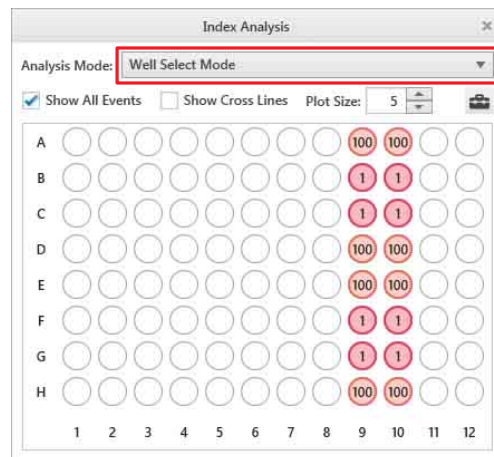 Index Analysis
Analysis Mode: Well Select Mode
Show All Events Show Cross Lines Plot Size: 5
A 100 100
B 1 1
C 1 1
D 100 100
E 100 100
F 1 1
G 1 1
H 100 100
1 2 3 4 5 6 7 8 9 10 11 12